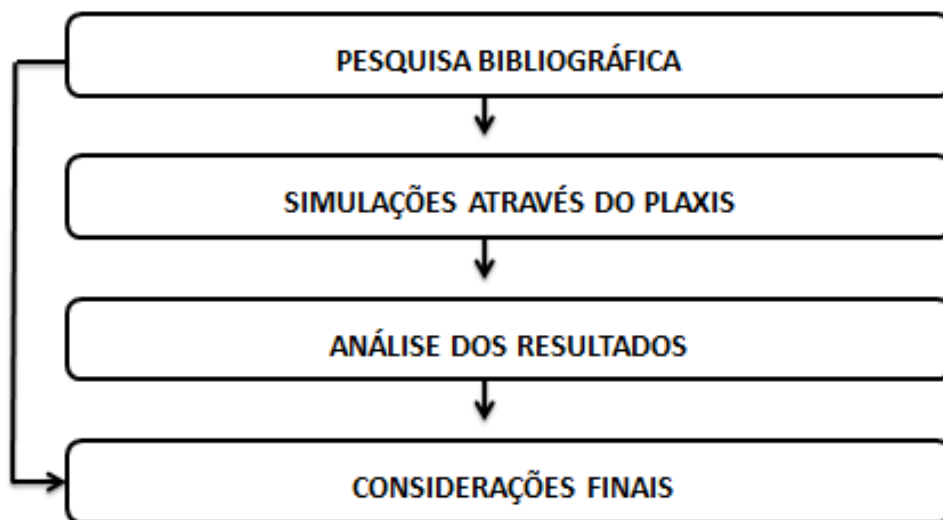 PESQUISA BIBLIOGRÁFICA
SIMULAÇÕES ATRAVÉS DO PLAXIS
ANÁLISE DOS RESULTADOS
CONSIDERAÇÕES FINAIS